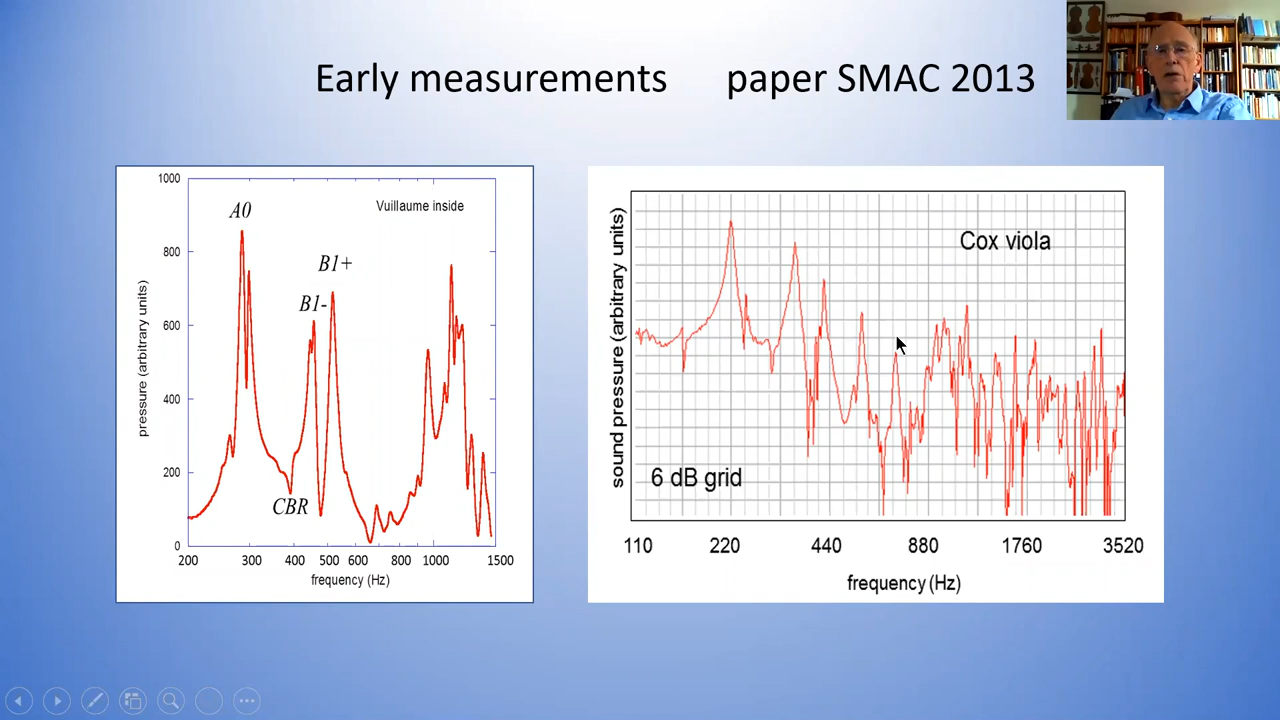 Early measurements paper SMAC 2013
1000
800
600
400
200
0
pressure (arbitrary units)
Vuillaume inside
A0
B1+
B1-
CBR
200 300 400 500 600 800 1000 1500
frequency (Hz)
sound pressure (arbitrary units)
Cox viola
6 dB grid
110 220 440 880 1760 3520
frequency (Hz)